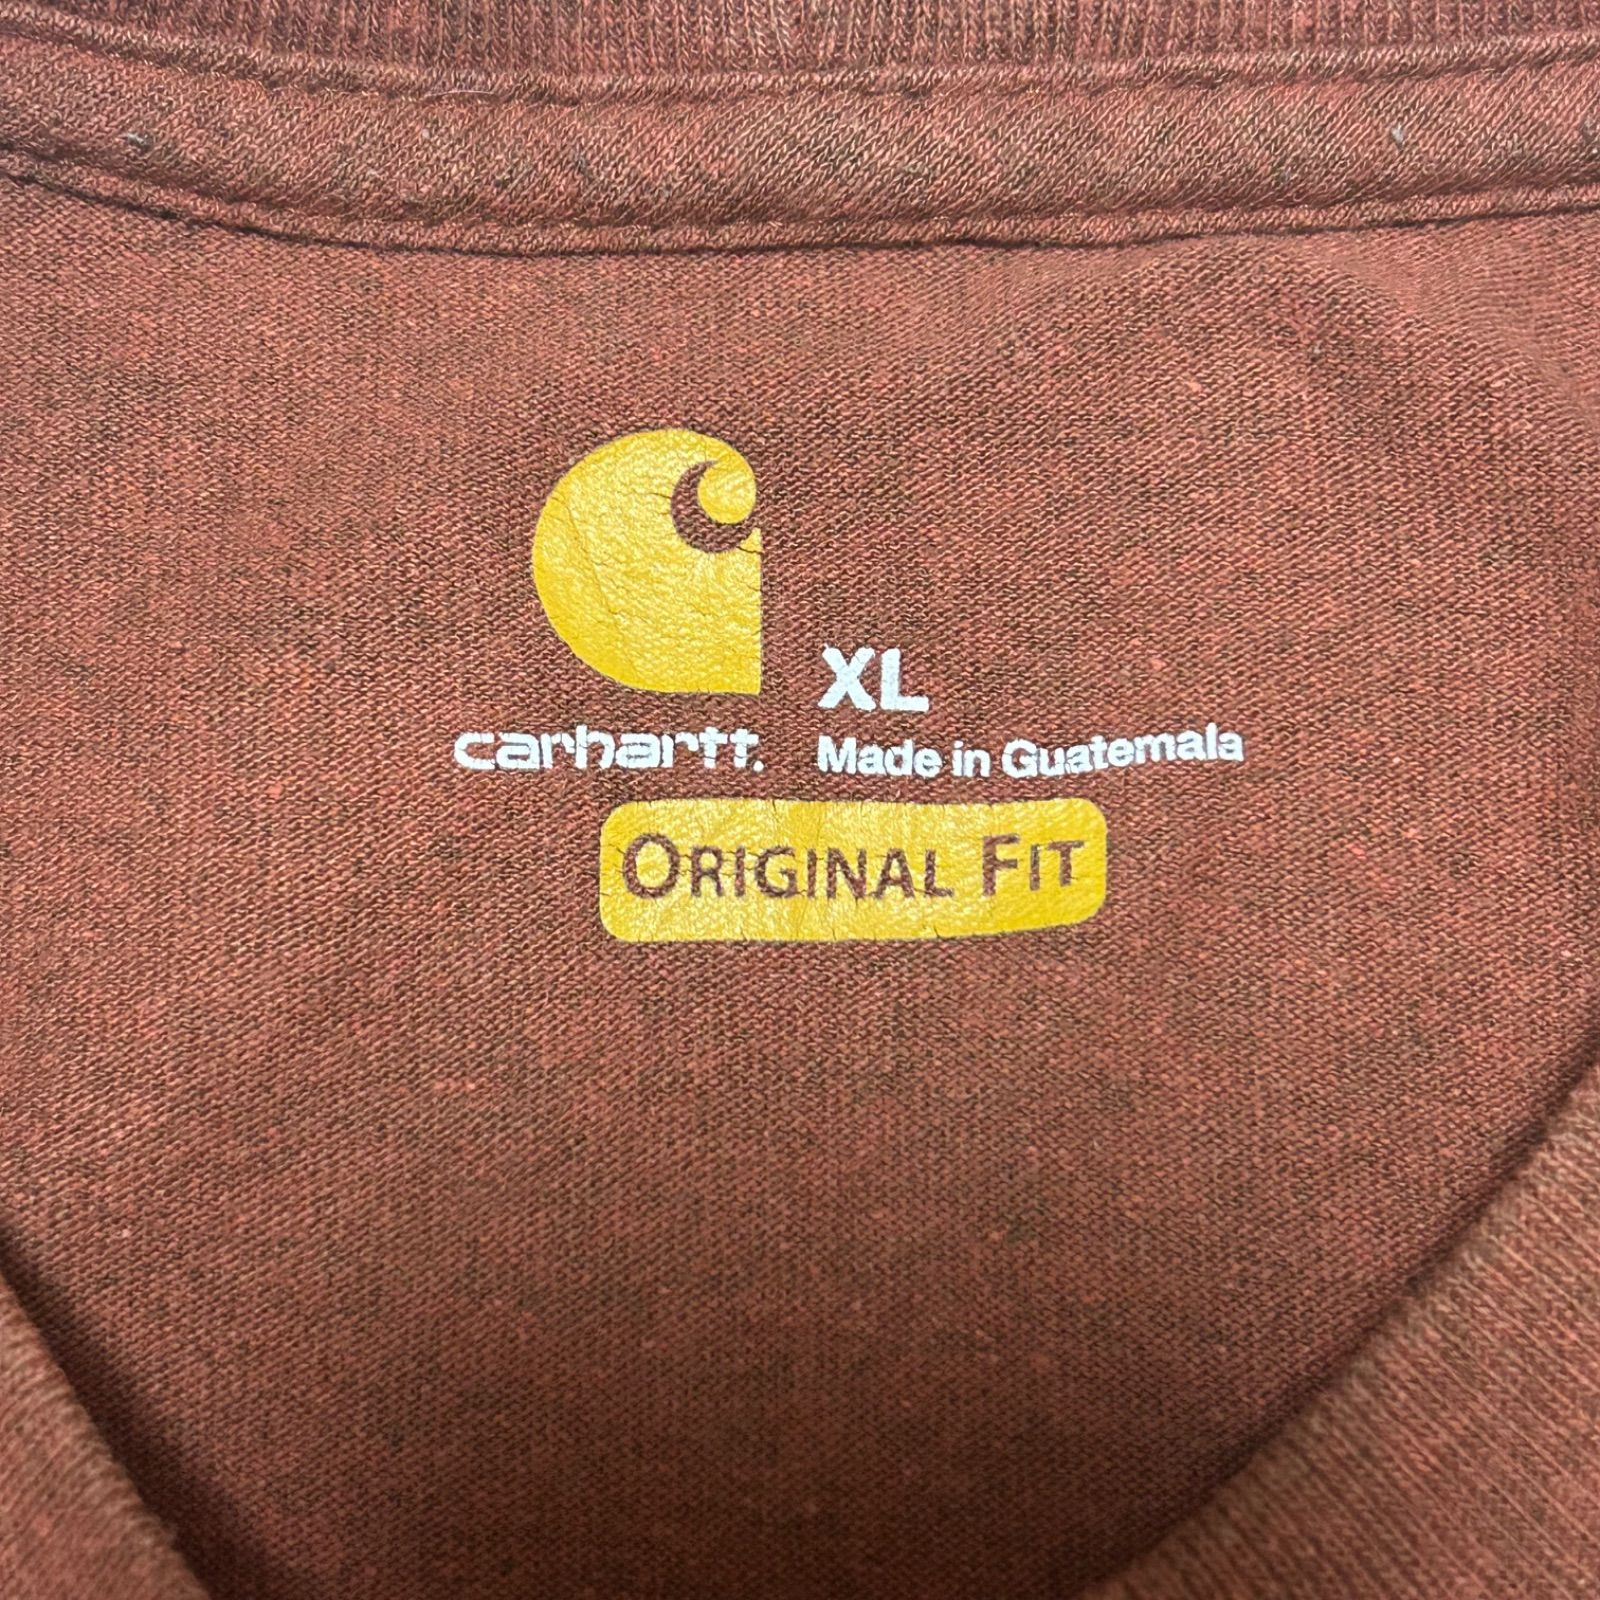 XL
carhartt.
Made in Guatemala
ORIGINAL FIT